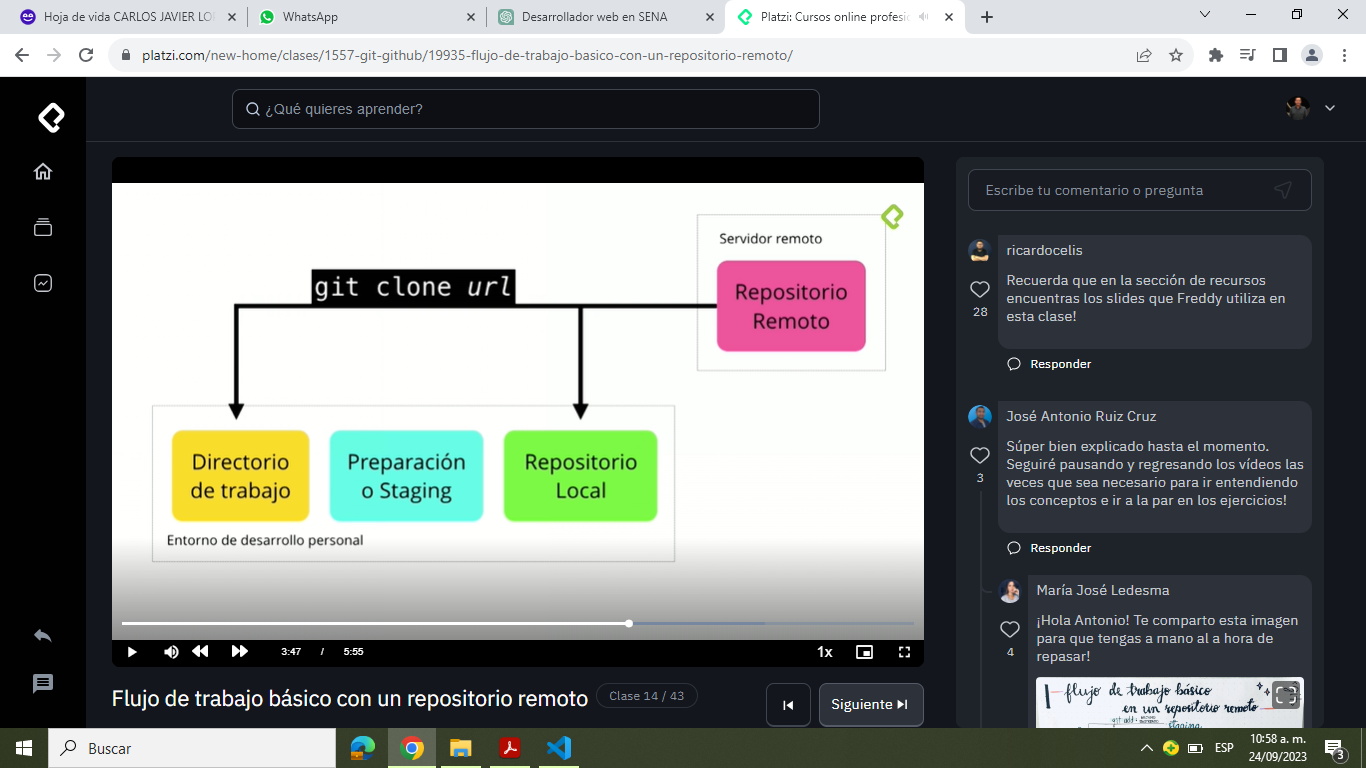 Hoja de vida CARLOS JAVIER LO
WhatsApp
Desarrollador web en SENA
Platzi: Cursos online profesi
platzi.com/new-home/clases/1557-git-github/19935-flujo-de-trabajo-basico-con-un-repositorio-remoto/
¿Qué quieres aprender?
Servidor remoto
git clone url
Repositorio
Remoto
Directorio
de trabajo
Preparación
o Staging
Repositorio
Local
Entorno de desarrollo personal
3:47 / 5:55
1x
Flujo de trabajo básico con un repositorio remoto
Clase 14 / 43
Siguiente
Escribe tu comentario o pregunta
ricardocelis
Recuerda que en la sección de recursos
encuentras los slides que Freddy utiliza en
esta clase!
28
Responder
José Antonio Ruiz Cruz
Súper bien explicado hasta el momento.
Seguiré pausando y regresando los vídeos las
veces que sea necesario para ir entendiendo
los conceptos e ir a la par en los ejercicios!
3
Responder
María José Ledesma
¡Hola Antonio! Te comparto esta imagen
para que tengas a mano al a hora de
repasar!
4
flujo de trabajo básico
en un repositorio remoto
git add
staging
Buscar
ESP
10:58 a. m.
24/09/2023
3